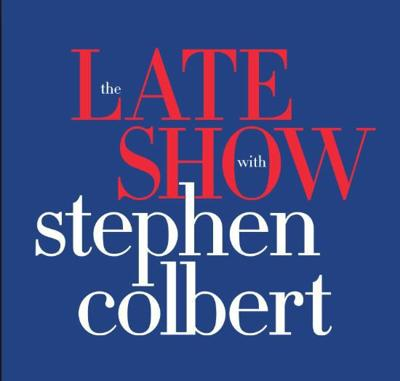 the LATE
SHOW with
stephen
colbert